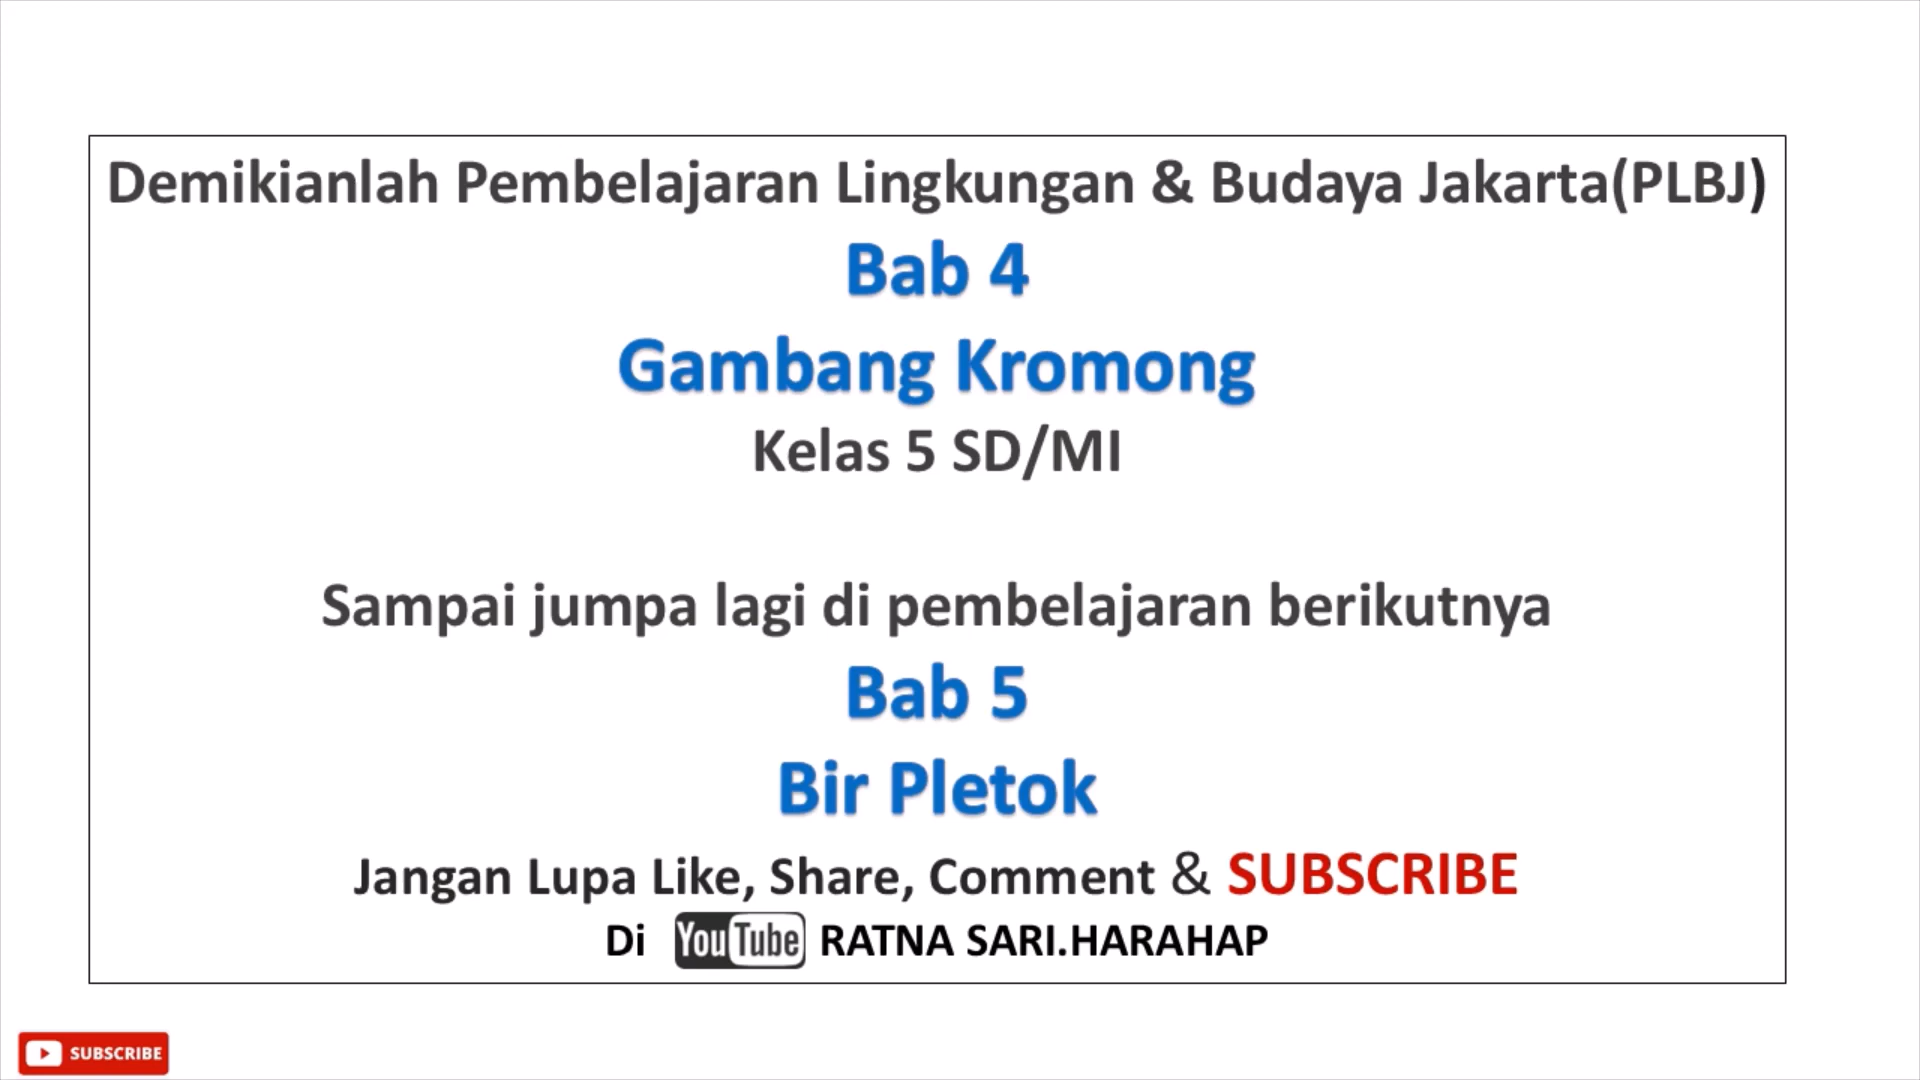 Demikianlah Pembelajaran Lingkungan & Budaya Jakarta(PLBJ)
Bab 4
Gambang Kromong
Kelas 5 SD/MI
Sampai jumpa lagi di pembelajaran berikutnya
Bab 5
Bir Pletok
Jangan Lupa Like, Share, Comment & SUBSCRIBE
Di YouTube RATNA SARI.HARAHAP
SUBSCRIBE